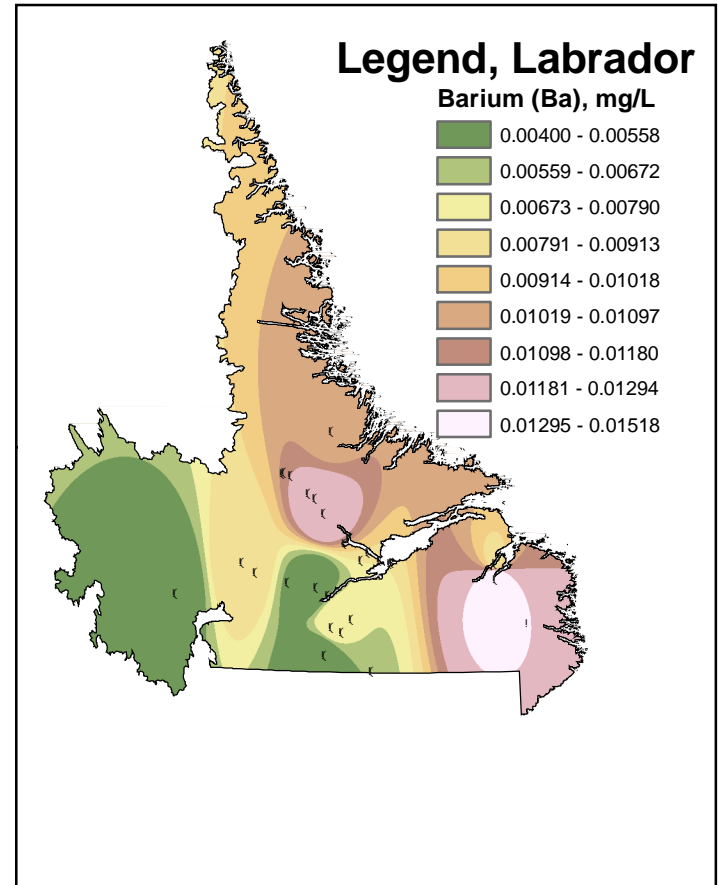 Legend, Labrador
Barium (Ba), mg/L
0.00400 - 0.00558
0.00559 - 0.00672
0.00673 - 0.00790
0.00791 - 0.00913
0.00914 - 0.01018
0.01019 - 0.01097
0.01098 - 0.01180
0.01181 - 0.01294
0.01295 - 0.01518